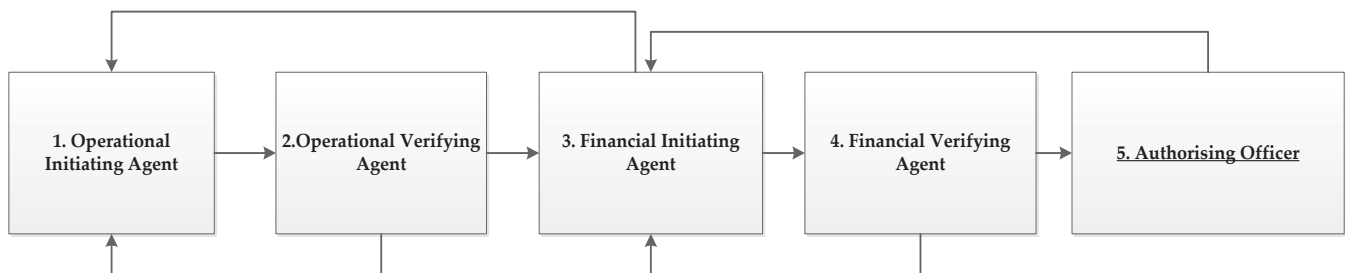 1. Operational
Initiating Agent
2.Operational Verifying
Agent
3. Financial Initiating
Agent
4. Financial Verifying
Agent
5. Authorising Officer